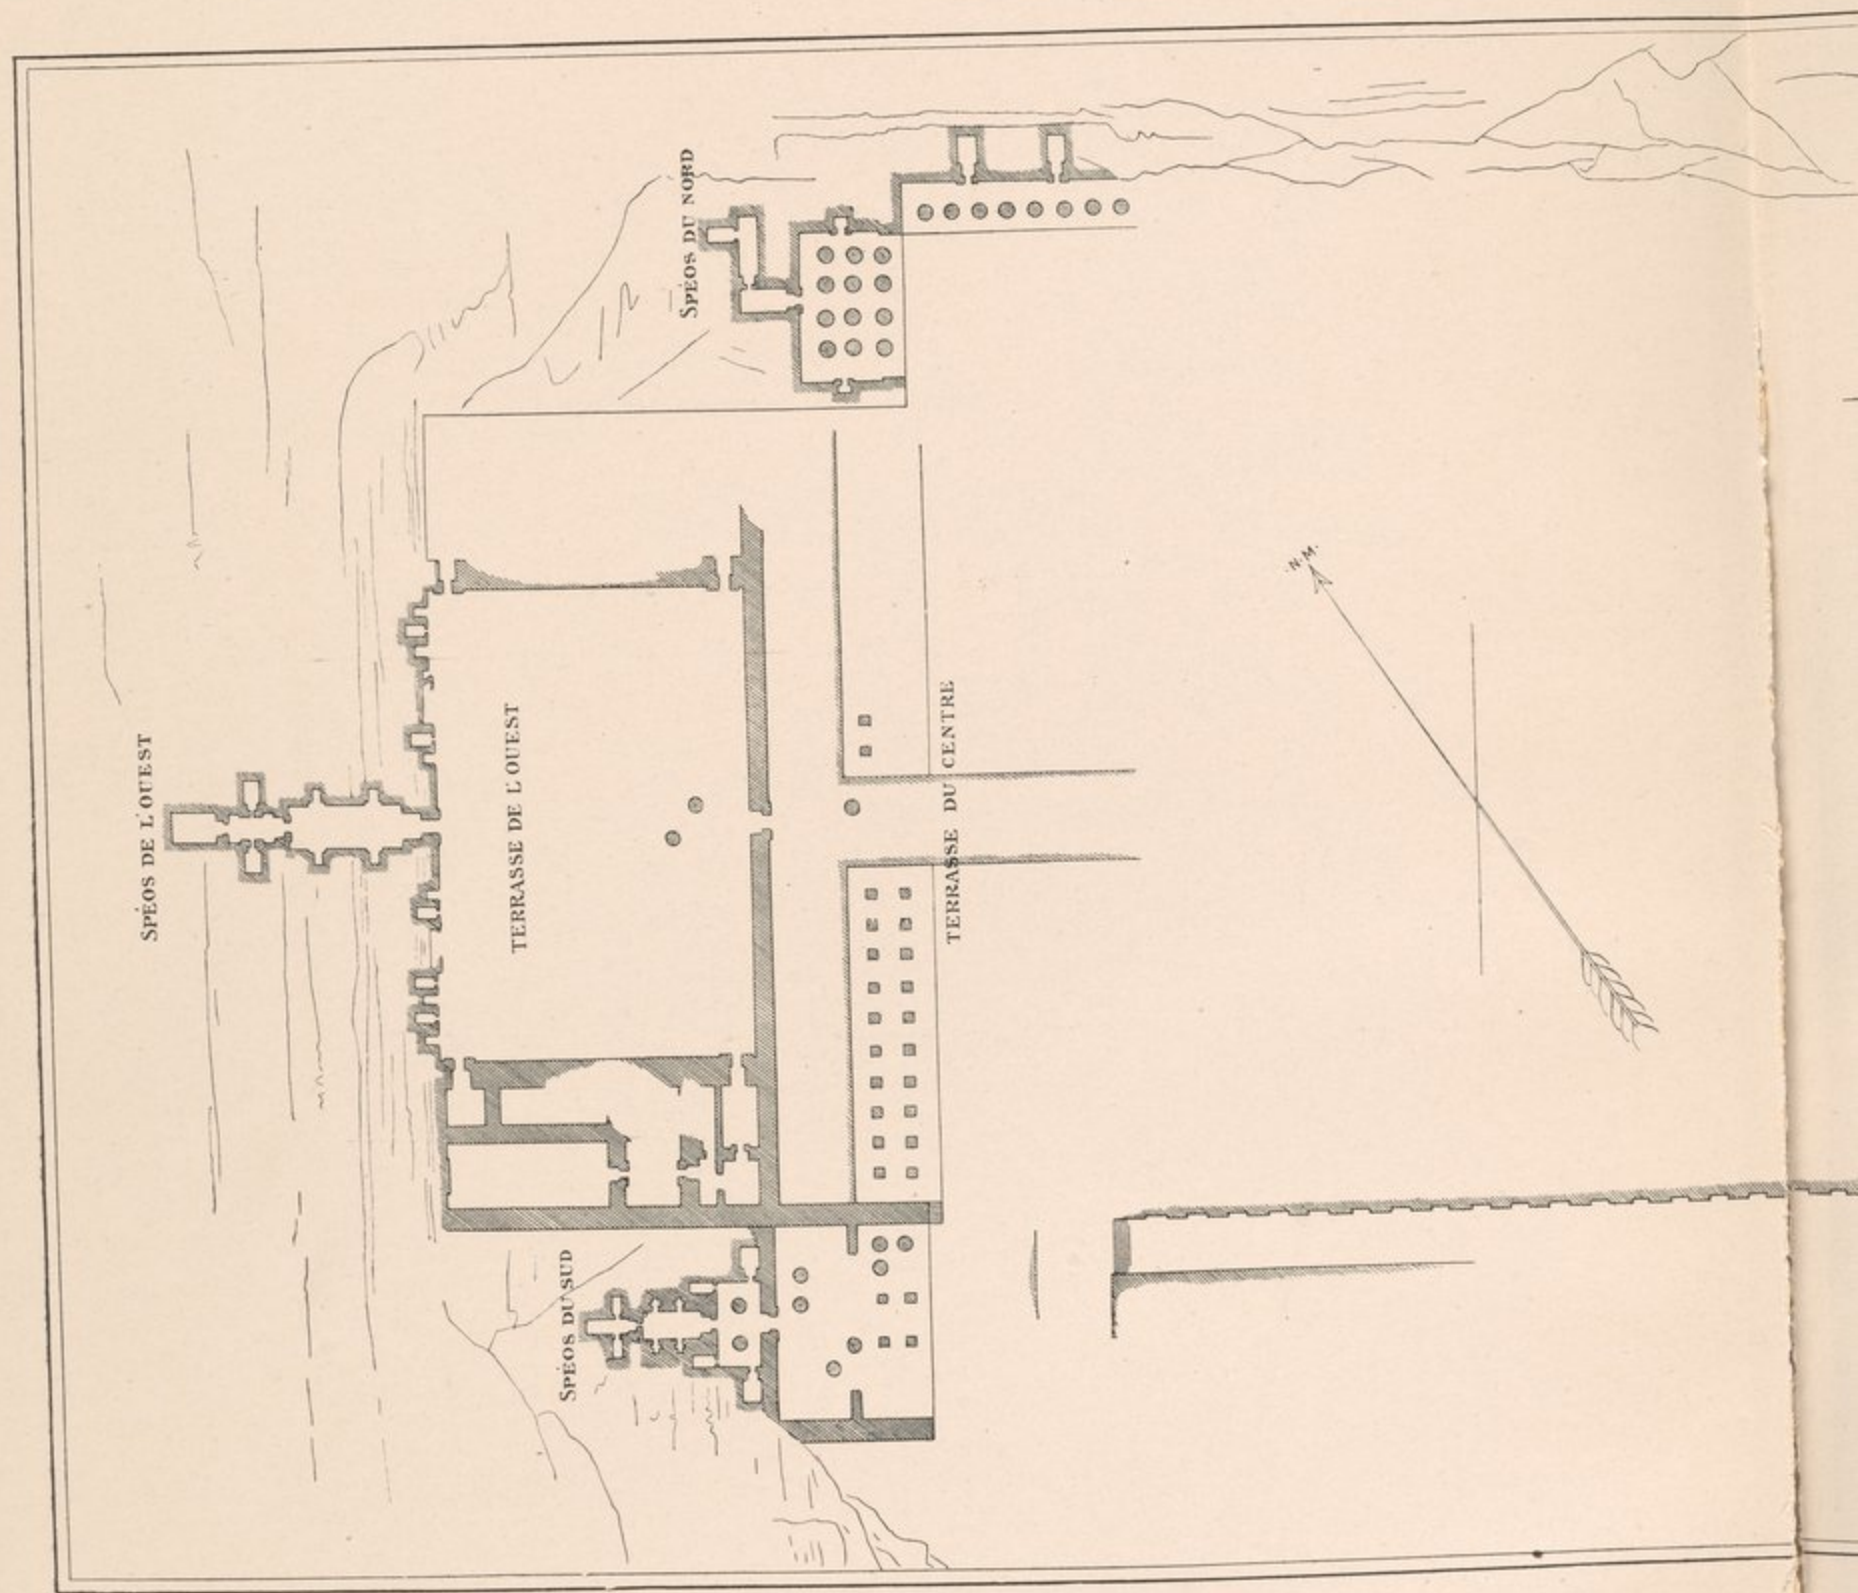 SPÉOS DU NORD
SPÉOS DE L'OUEST
TERRASSE DE L'OUEST
TERRASSE DU CENTRE
N. M.
SPÉOS DU SUD